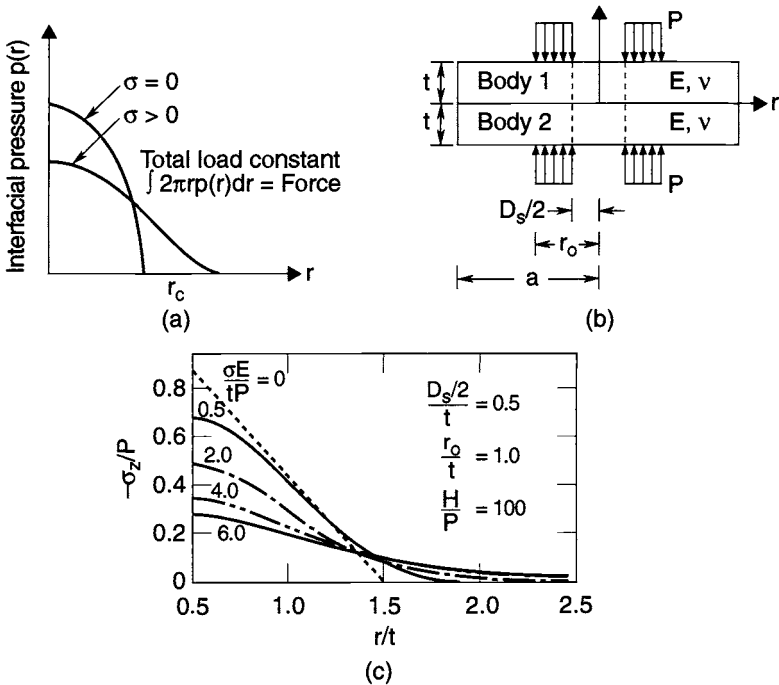 Interfacial pressure p(r)
σ = 0
σ > 0
Total load constant
∫ 2πrp(r)dr = Force
r_c
r
(a)
P
t
Body 1
E, ν
r
t
Body 2
E, ν
P
D_s/2
r_o
a
(b)
−σ_z/P
0.8
0.6
0.4
0.2
0
σE/tP = 0
0.5
2.0
4.0
6.0
D_s/2/t = 0.5
r_o/t = 1.0
H/P = 100
0.5 1.0 1.5 2.0 2.5
r/t
(c)